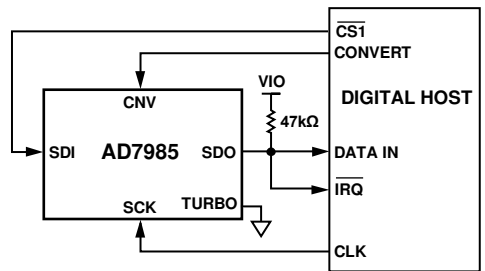 CS1
CONVERT
VIO
CNV
DIGITAL HOST
47kΩ
SDI
AD7985
SDO
DATA IN
IRQ
SCK
TURBO
CLK